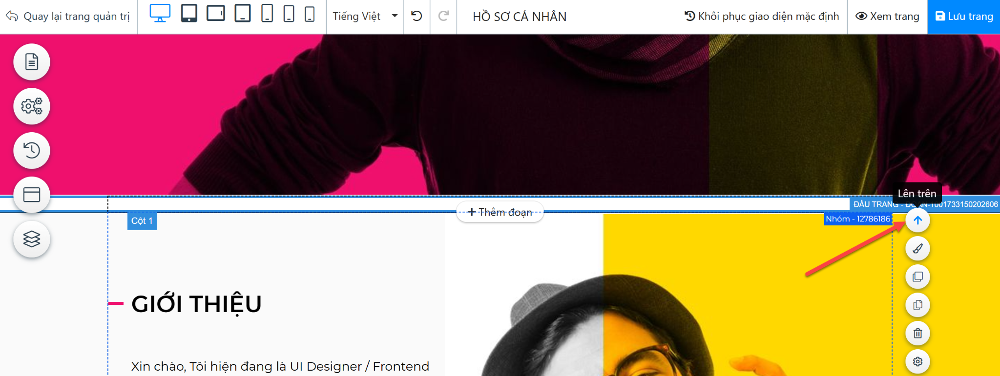 Quay lại trang quản trị
Tiếng Việt
HỒ SƠ CÁ NHÂN
Khôi phục giao diện mặc định
Xem trang
Lưu trang
Lên trên
ĐẦU TRANG - ĐOẠN-1001733150202606
+ Thêm đoạn
Cột 1
Nhóm - 12786186
GIỚI THIỆU
Xin chào, Tôi hiện đang là UI Designer / Frontend